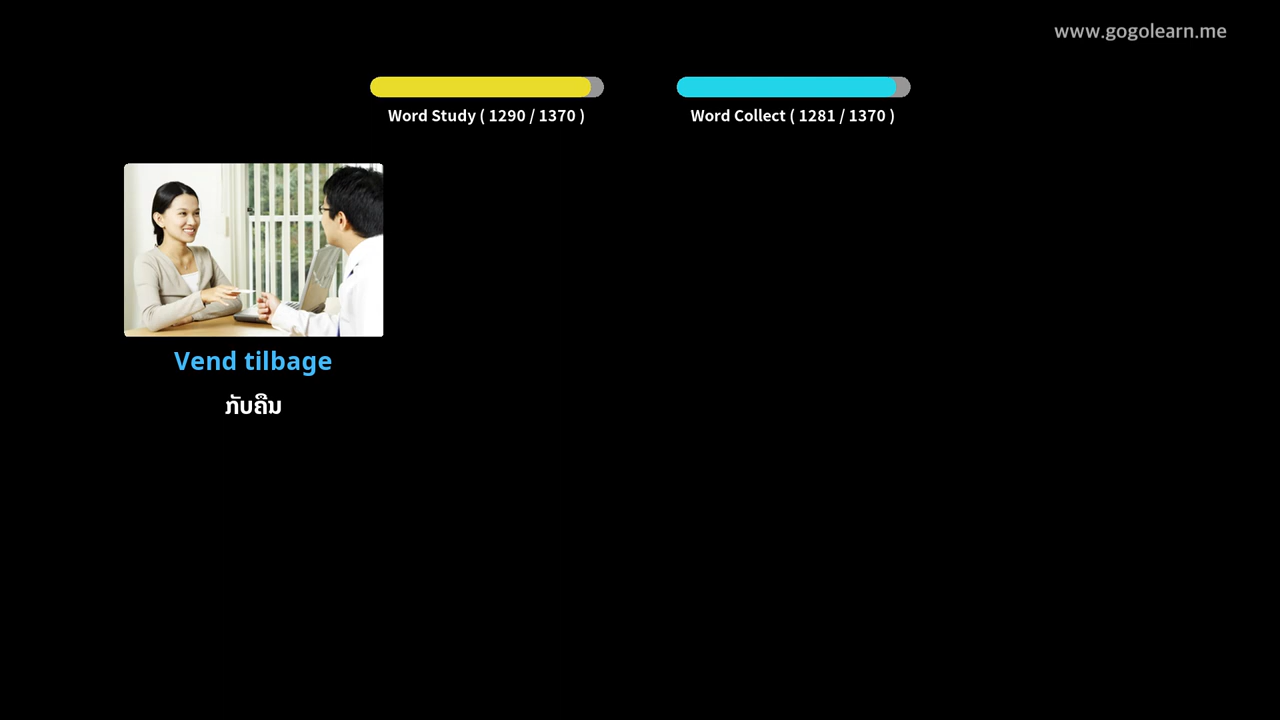 www.gogolearn.me
Word Study ( 1290 / 1370 )
Word Collect ( 1281 / 1370 )
Vend tilbage
ກັບຄືນ